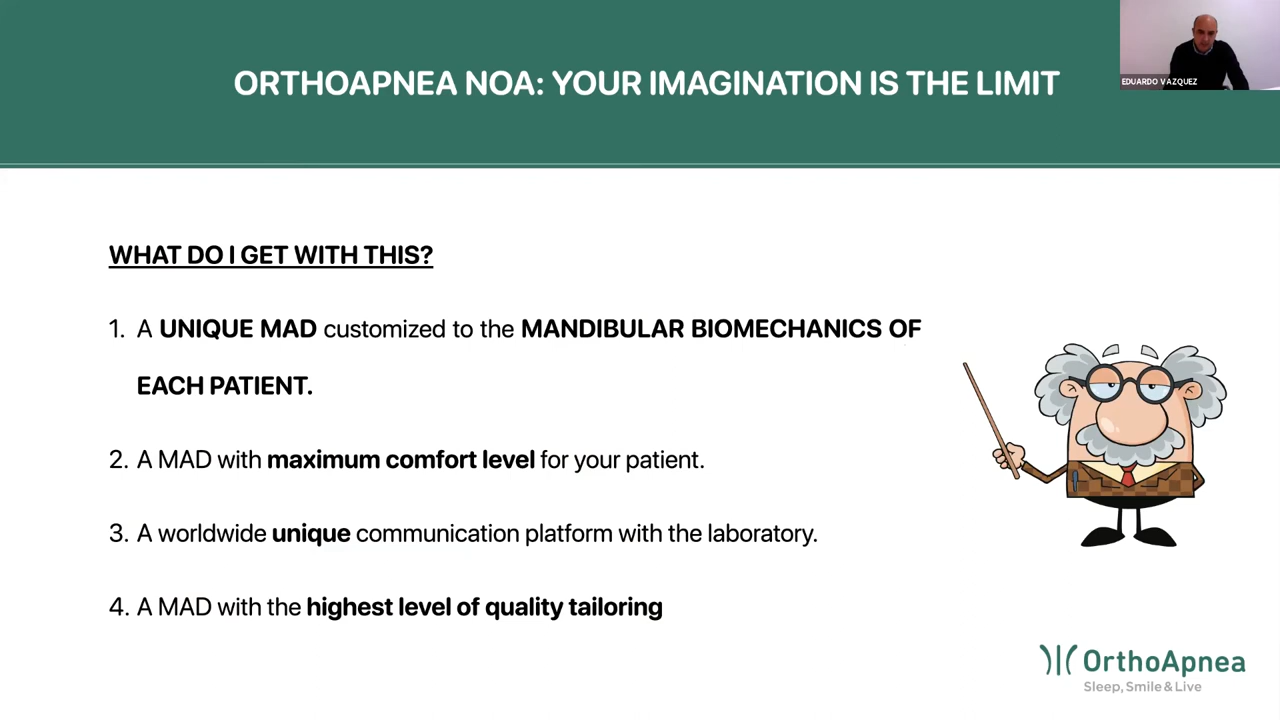 ORTHOAPNEA NOA: YOUR IMAGINATION IS THE LIMIT
EDUARDO VAZQUEZ
WHAT DO I GET WITH THIS?
1. A UNIQUE MAD customized to the MANDIBULAR BIOMECHANICS OF
EACH PATIENT.
2. A MAD with maximum comfort level for your patient.
3. A worldwide unique communication platform with the laboratory.
4. A MAD with the highest level of quality tailoring
OrthoApnea
Sleep, Smile & Live